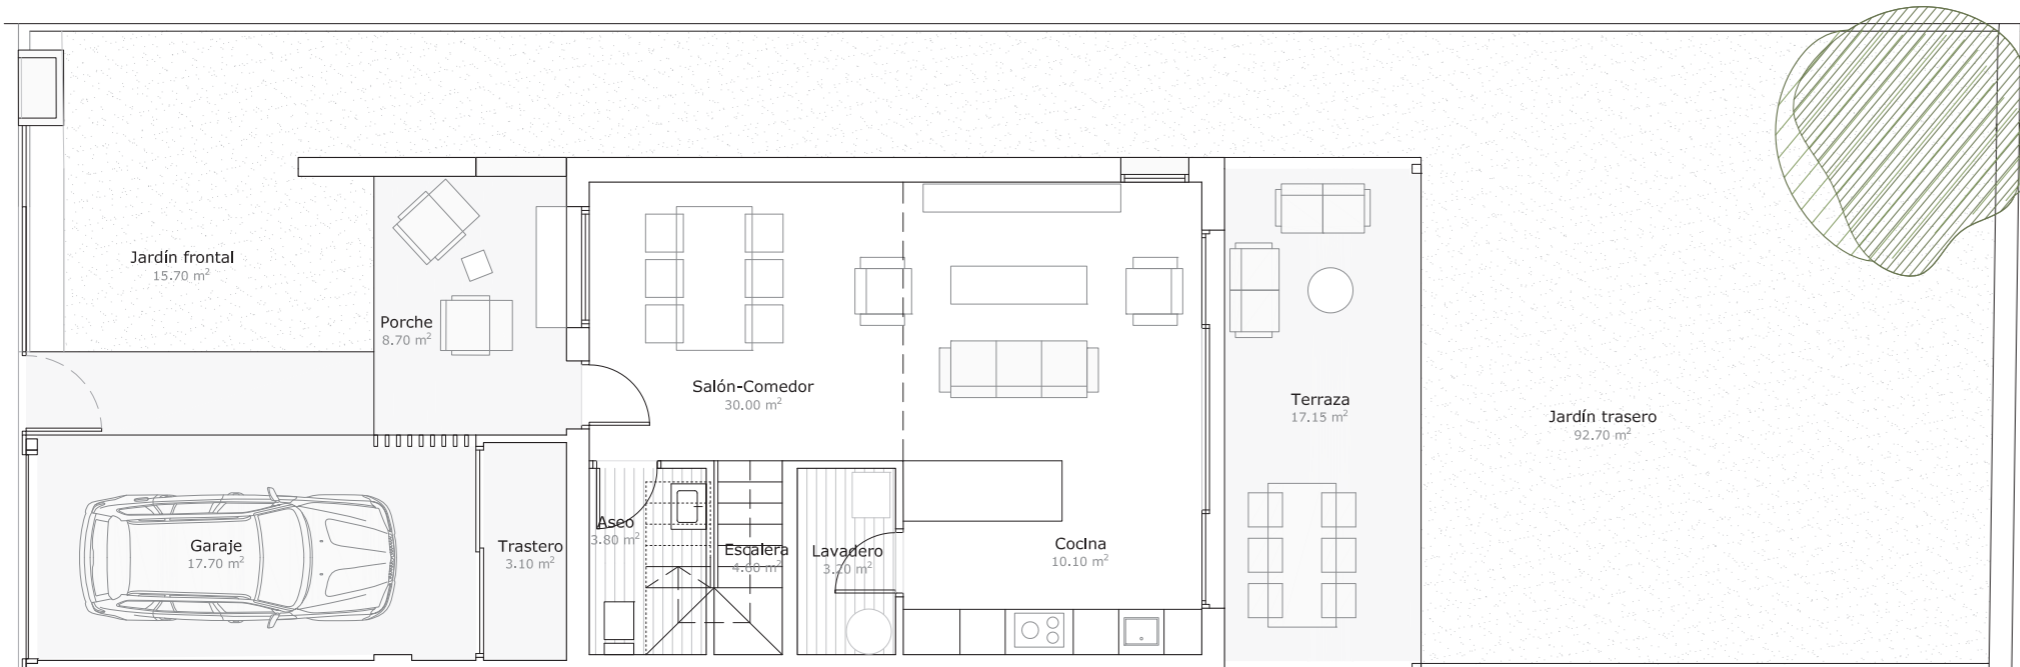 Jardín frontal
15.70 m²
Porche
8.70 m²
Salón-Comedor
30.00 m²
Terraza
17.15 m²
Jardín trasero
92.70 m²
Garaje
17.70 m²
Trastero
3.10 m²
Aseo
3.80 m²
Escalera
4.60 m²
Lavadero
3.20 m²
Cocina
10.10 m²